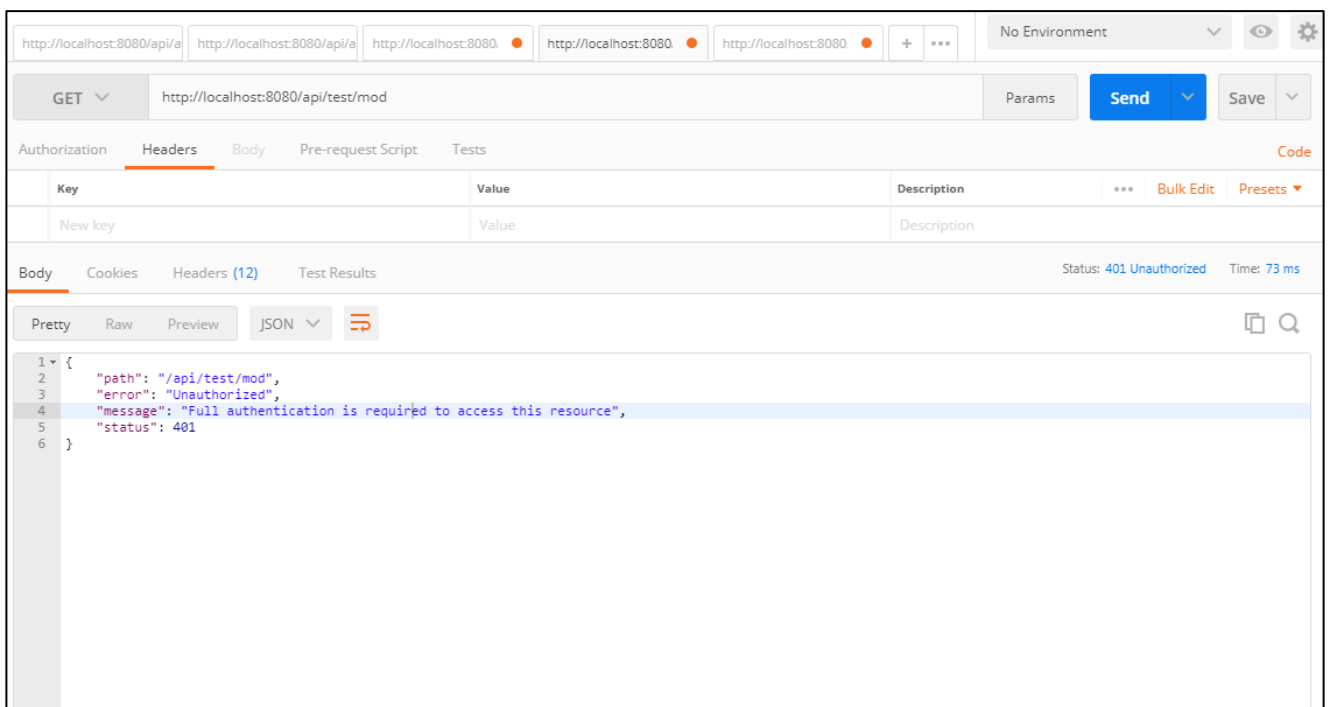 http://localhost:8080/api/a http://localhost:8080/api/a http://localhost:8080. http://localhost:8080. http://localhost:8080. + ••• No Environment
GET http://localhost:8080/api/test/mod Params Send Save
Authorization Headers Body Pre-request Script Tests Code
Key Value Description ••• Bulk Edit Presets
New key Value Description
Body Cookies Headers (12) Test Results Status: 401 Unauthorized Time: 73 ms
Pretty Raw Preview JSON
1 {
2 "path": "/api/test/mod",
3 "error": "Unauthorized",
4 "message": "Full authentication is required to access this resource",
5 "status": 401
6 }